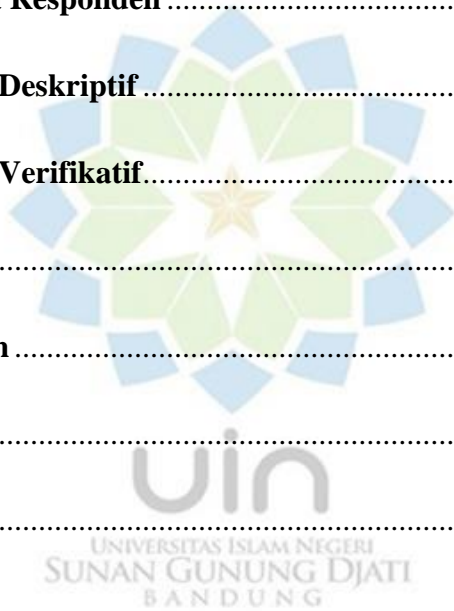 Responden ..............................................
Deskriptif ..................................................
Verifikatif..................................................
...................................................................
n ................................................................
...................................................................
...................................................................
uin
UNIVERSITAS ISLAM NEGERI
SUNAN GUNUNG DJATI
BANDUNG